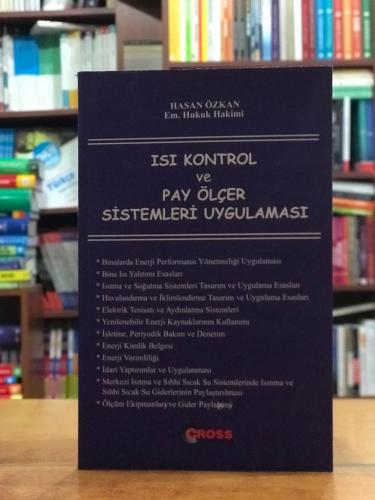 HASAN ÖZKAN
Em. Hukuk Hakimi
ISI KONTROL
ve
PAY ÖLÇER
SİSTEMLERİ UYGULAMASI
* Binalarda Enerji Performansı Yönetmeliği Uygulaması
* Bina Isı Yalıtımı Esasları
* Isıtma ve Soğutma Sistemleri Tasarım ve Uygulama Esasları
* Havalandırma ve İklimlendirme Tasarım ve Uygulama Esasları
* Elektrik Tesisatı ve Aydınlatma Sistemleri
* Yenilenebilir Enerji Kaynaklarının Kullanımı
* İşletme, Periyodik Bakım ve Denetim
* Enerji Kimlik Belgesi
* Enerji Verimliliği
* İdari Yaptırımlar ve Uygulanması
* Merkezi Isıtma ve Sıhhi Sıcak Su Sistemlerinde Isınma ve
Sıhhi Sıcak Su Giderlerinin Paylaştırılması
* Ölçüm Ekipmanları ve Gider Paylaşımı
CROSS
Türkçe